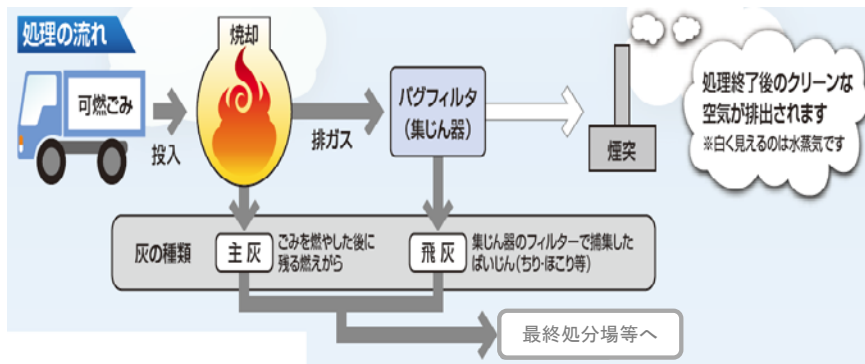 処理の流れ
焼却
可燃ごみ
投入
排ガス
バグフィルタ
(集じん器)
煙突
処理終了後のクリーンな
空気が排出されます
※白く見えるのは水蒸気です
灰の種類
主灰
ごみを燃やした後に
残る燃えがら
飛灰
集じん器のフィルターで捕集した
ばいじん(ちり・ほこり等)
最終処分場等へ